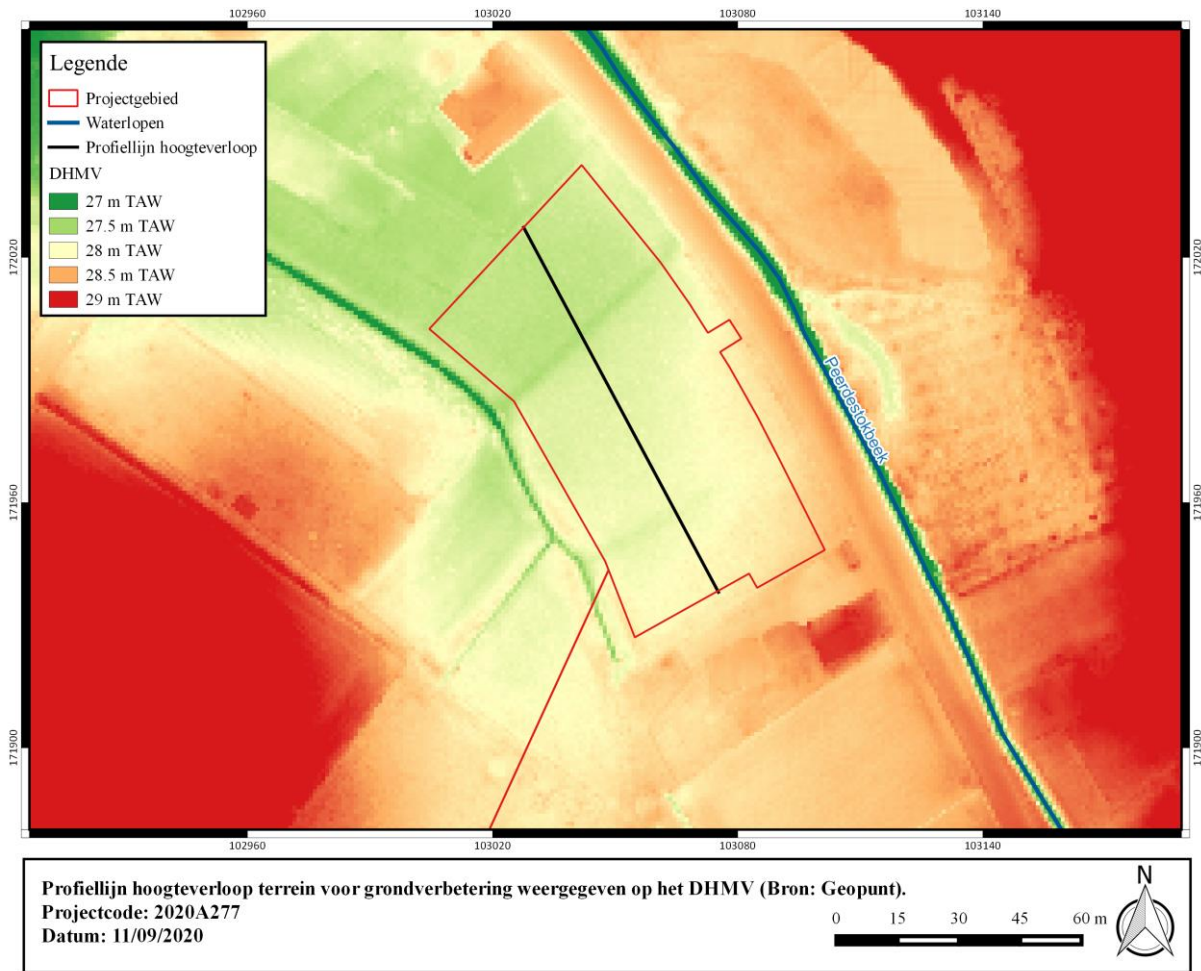 102960 103020 103080 103140
Legende
Projectgebied
Waterlopen
Profiellijn hoogteverloop
DHMV
27 m TAW
27.5 m TAW
28 m TAW
28.5 m TAW
29 m TAW
172020 172020
Peerdestokbeek
171960 171960
171900 171900
102960 103020 103080 103140
Profiellijn hoogteverloop terrein voor grondverbetering weergegeven op het DHMV (Bron: Geopunt).
Projectcode: 2020A277
Datum: 11/09/2020
0 15 30 45 60 m
N